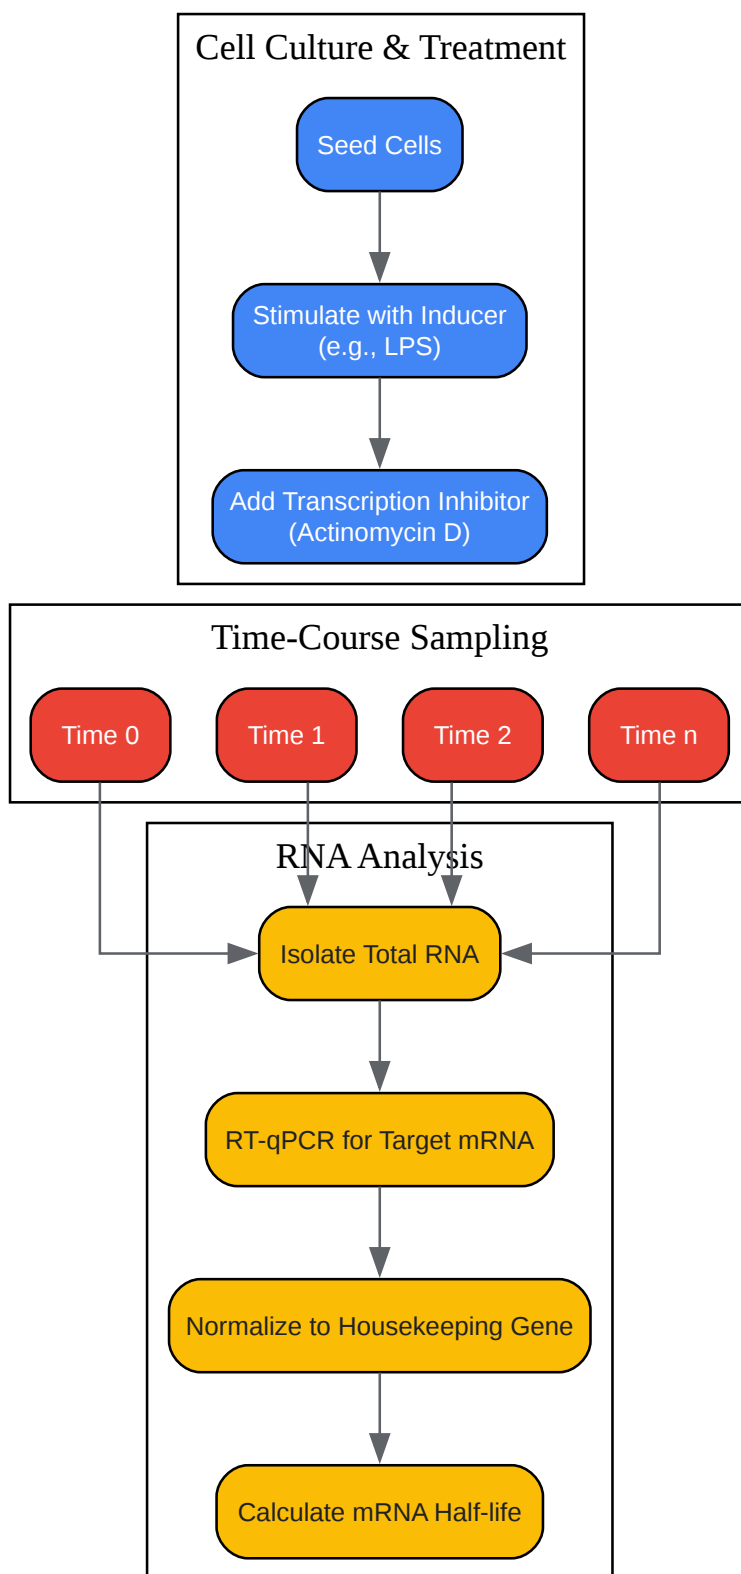 Cell Culture & Treatment
Seed Cells
Stimulate with Inducer
(e.g., LPS)
Add Transcription Inhibitor
(Actinomycin D)
Time-Course Sampling
Time 0
Time 1
Time 2
Time n
RNA Analysis
Isolate Total RNA
RT-qPCR for Target mRNA
Normalize to Housekeeping Gene
Calculate mRNA Half-life